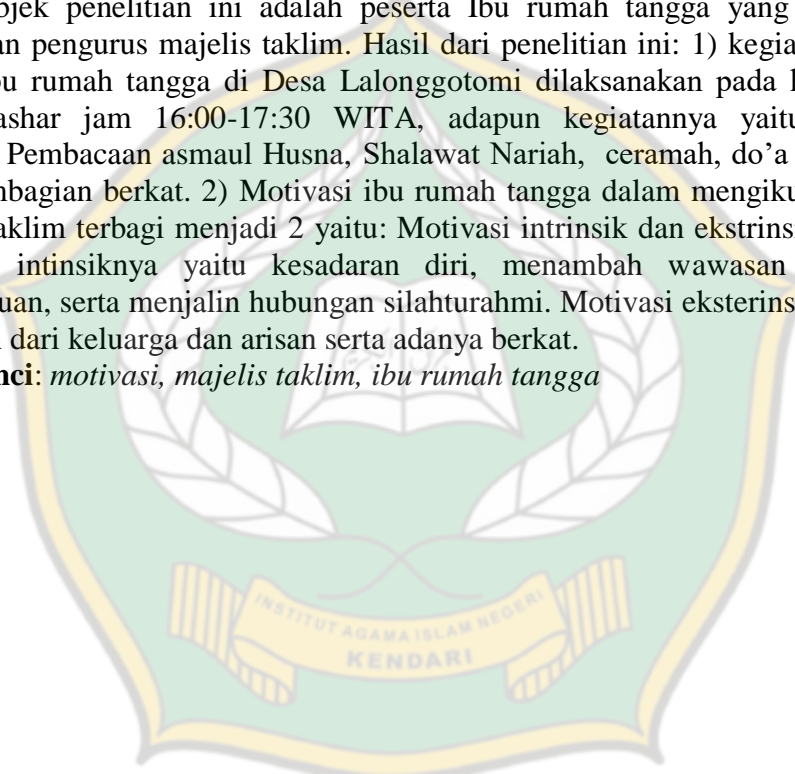 bjek penelitian ini adalah peserta Ibu rumah tangga yang
an pengurus majelis taklim. Hasil dari penelitian ini: 1) kegia
bu rumah tangga di Desa Lalonggotomi dilaksanakan pada h
ashar jam 16:00-17:30 WITA, adapun kegiatannya yaitu
Pembacaan asmaul Husna, Shalawat Nariah, ceramah, do’a
mbagian berkat. 2) Motivasi ibu rumah tangga dalam mengiku
aklim terbagi menjadi 2 yaitu: Motivasi intrinsik dan ekstrins
intinsiknya yaitu kesadaran diri, menambah wawasan
uan, serta menjalin hubungan silahturahmi. Motivasi eksterins
i dari keluarga dan arisan serta adanya berkat.
nci: motivasi, majelis taklim, ibu rumah tangga
INSTITUT AGAMA ISLAM NEGERI
KENDARI